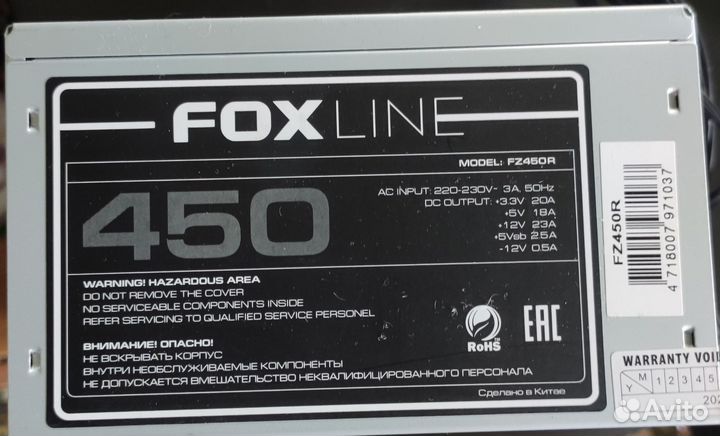 FOXLINE
MODEL: FZ450R
450
AC INPUT: 220-230V~ 3A, 50Hz
DC OUTPUT: +3.3V 20A
+5V 18A
+12V 23A
+5Vsb 2.5A
-12V 0.5A
WARNING! HAZARDOUS AREA
DO NOT REMOVE THE COVER
NO SERVICEABLE COMPONENTS INSIDE
REFER SERVICING TO QUALIFIED SERVICE PERSONEL
ВНИМАНИЕ! ОПАСНО!
НЕ ВСКРЫВАТЬ КОРПУС
ВНУТРИ НЕОБСЛУЖИВАЕМЫЕ КОМПОНЕНТЫ
НЕ ДОПУСКАЕТСЯ ВМЕШАТЕЛЬСТВО НЕКВАЛИФИЦИРОВАННОГО ПЕРСОНАЛА
RoHS
EAC
Сделано в Китае
FZ450R
4 718007 971037
WARRANTY VOID
Y M 1 2 3 4 5
Avito